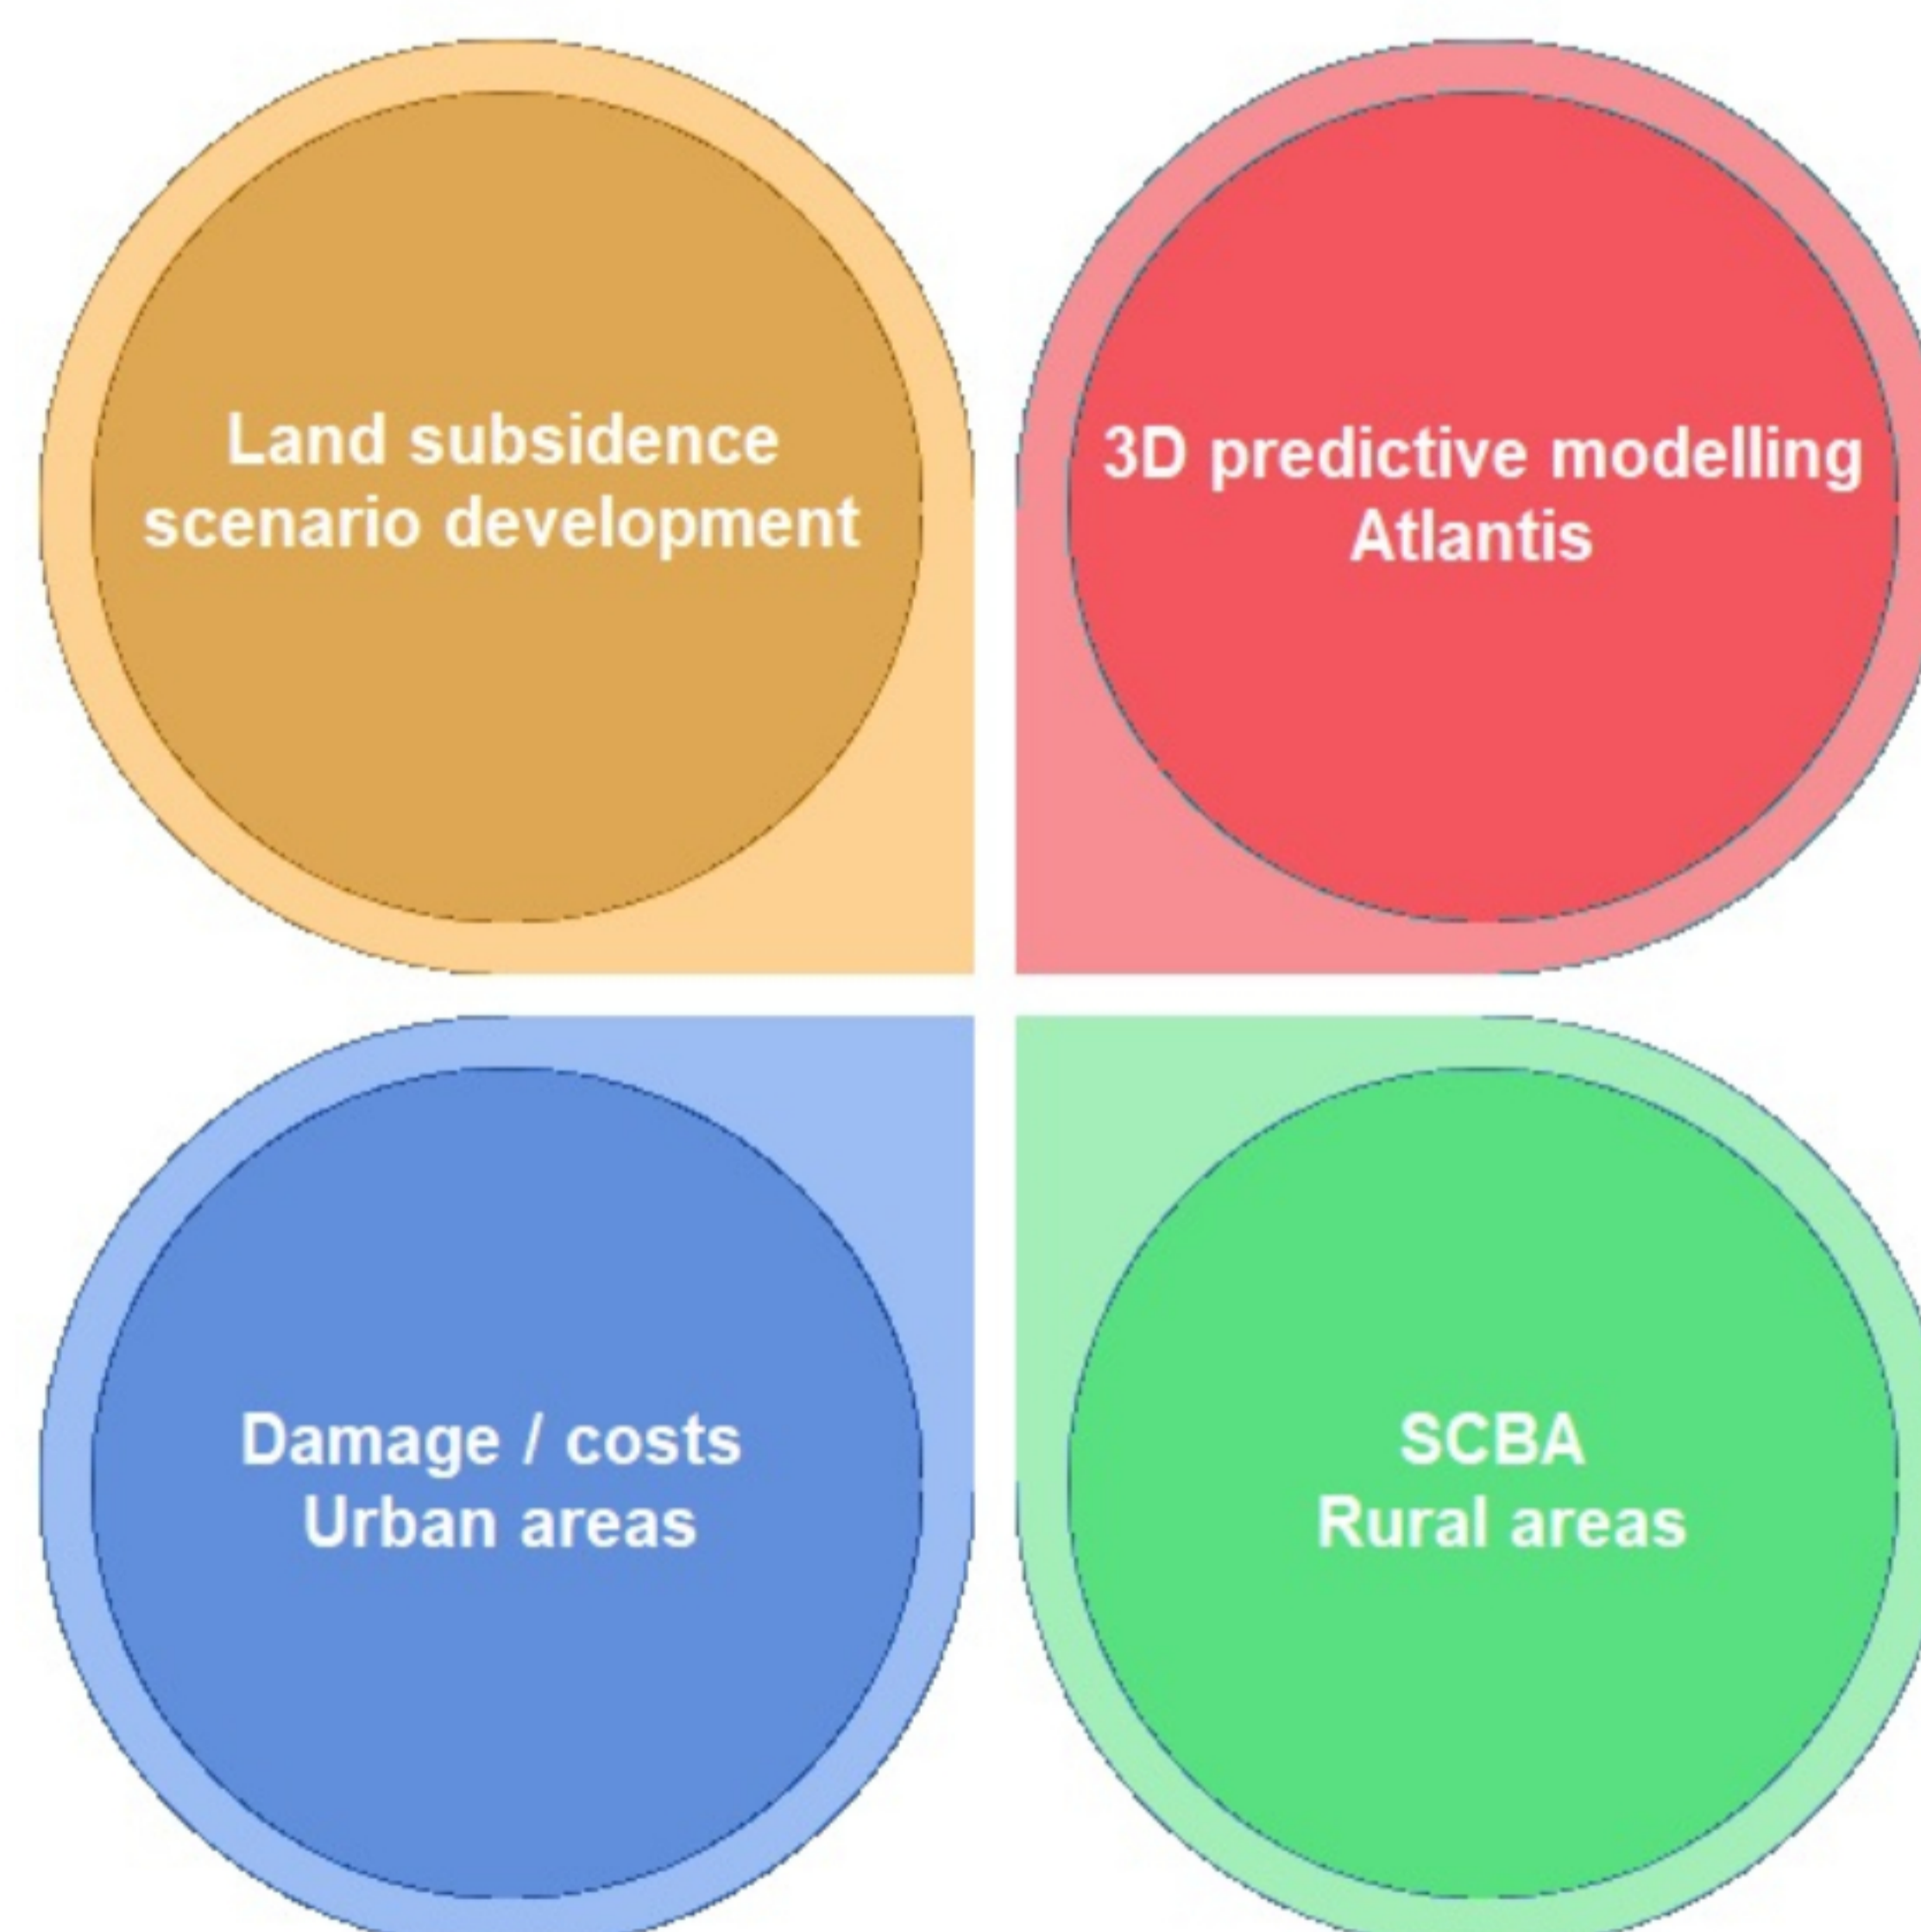 Land subsidence
scenario development
3D predictive modelling
Atlantis
Damage / costs
Urban areas
SCBA
Rural areas